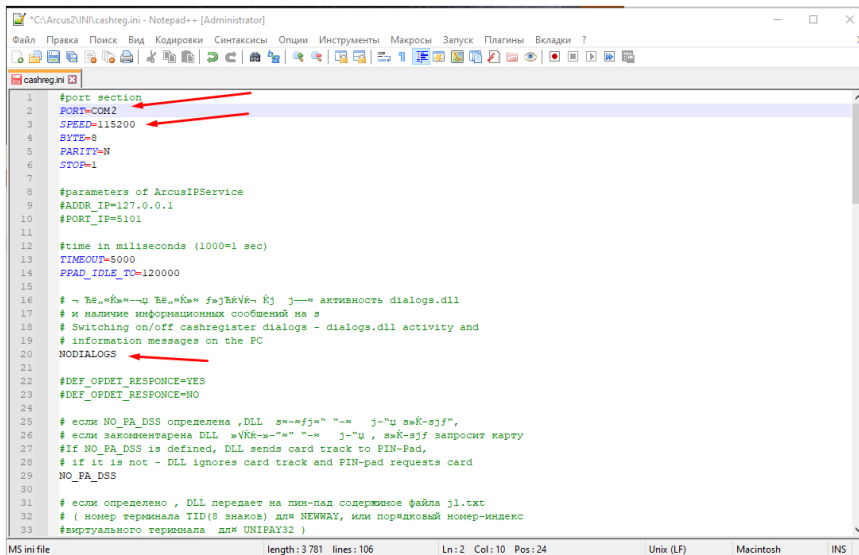 *C:\Arcus2\INI\cashreg.ini - Notepad++ [Administrator]
Файл Правка Поиск Вид Кодировки Синтаксисы Опции Инструменты Макросы Запуск Плагины Вкладки ?
cashreg.ini
1 #port section
2 PORT=COM2
3 SPEED=115200
4 BYTE=8
5 PARITY=N
6 STOP=1
7
8 #parameters of ArcusIPService
9 #ADDR_IP=127.0.0.1
10 #PORT_IP=5101
11
12 #time in miliseconds (1000=1 sec)
13 TIMEOUT=5000
14 PPAD_IDLE_TO=120000
15
16 # активность dialogs.dll
17 # и наличие информационных сообщений на s
18 # Switching on/off cashregister dialogs - dialogs.dll activity and
19 # information messages on the PC
20 NODIALOGS
21
22 #DEF_OPDET_RESPONCE=YES
23 #DEF_OPDET_RESPONCE=NO
24
25 # если NO_PA_DSS определена ,DLL
26 # если закомментарена DLL запросит карту
27 #If NO_PA_DSS is defined, DLL sends card track to PIN-Pad,
28 # if it is not - DLL ignores card track and PIN-pad requests card
29 NO_PA_DSS
30
31 # если определено , DLL передает на пин-пад содержимое файла jl.txt
32 # ( номер терминала TID(8 знаков) для NEWWAY, или порядковый номер-индекс
33 #виртуального теримнала для UNIPAY32 )
MS ini file length : 3 781 lines : 106 Ln : 2 Col : 10 Pos : 24 Unix (LF) Macintosh INS